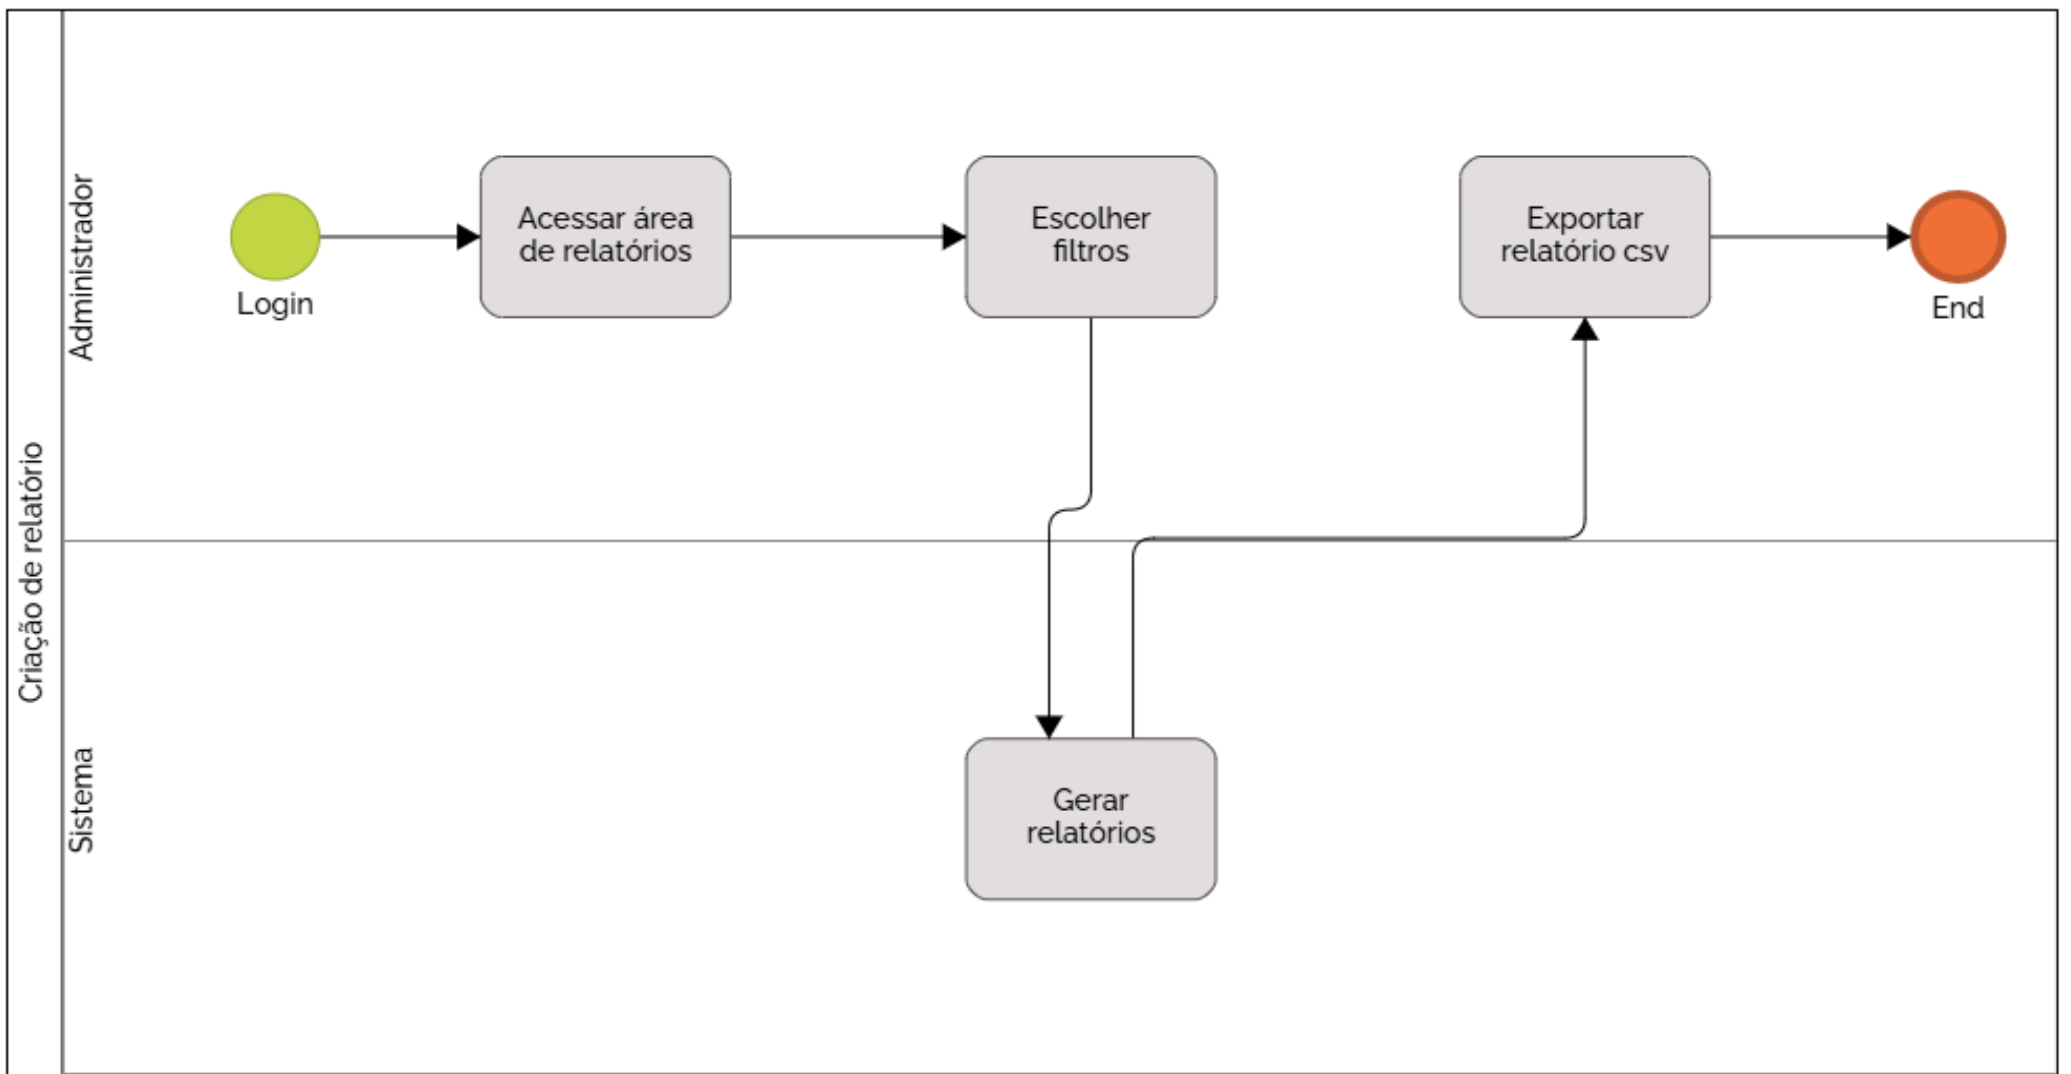 Criação de relatório
Administrador
Login
Acessar área
de relatórios
Escolher
filtros
Exportar
relatório csv
End
Sistema
Gerar
relatórios